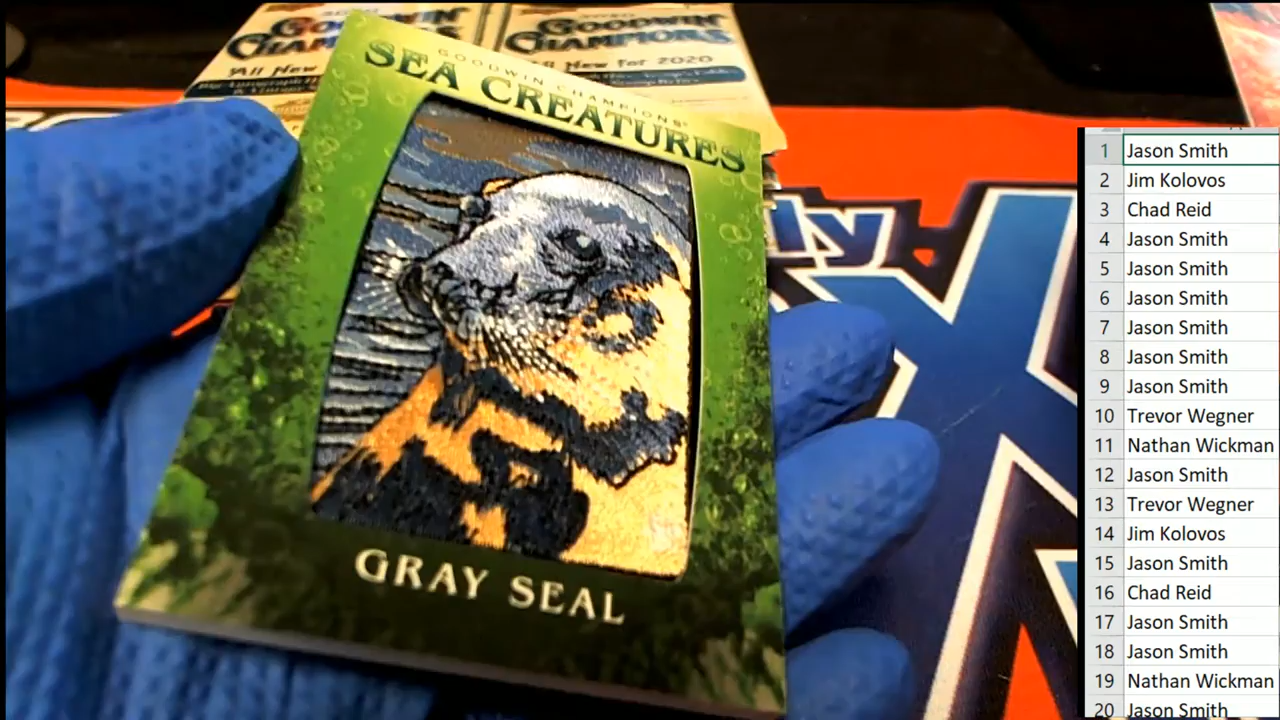 GOODWIN CHAMPIONS
GOODWIN CHAMPIONS
All New
All New For 2020
GOODWIN CHAMPIONS
SEA CREATURES
GRAY SEAL
ly
1 Jason Smith
2 Jim Kolovos
3 Chad Reid
4 Jason Smith
5 Jason Smith
6 Jason Smith
7 Jason Smith
8 Jason Smith
9 Jason Smith
10 Trevor Wegner
11 Nathan Wickman
12 Jason Smith
13 Trevor Wegner
14 Jim Kolovos
15 Jason Smith
16 Chad Reid
17 Jason Smith
18 Jason Smith
19 Nathan Wickman
20 Jason Smith